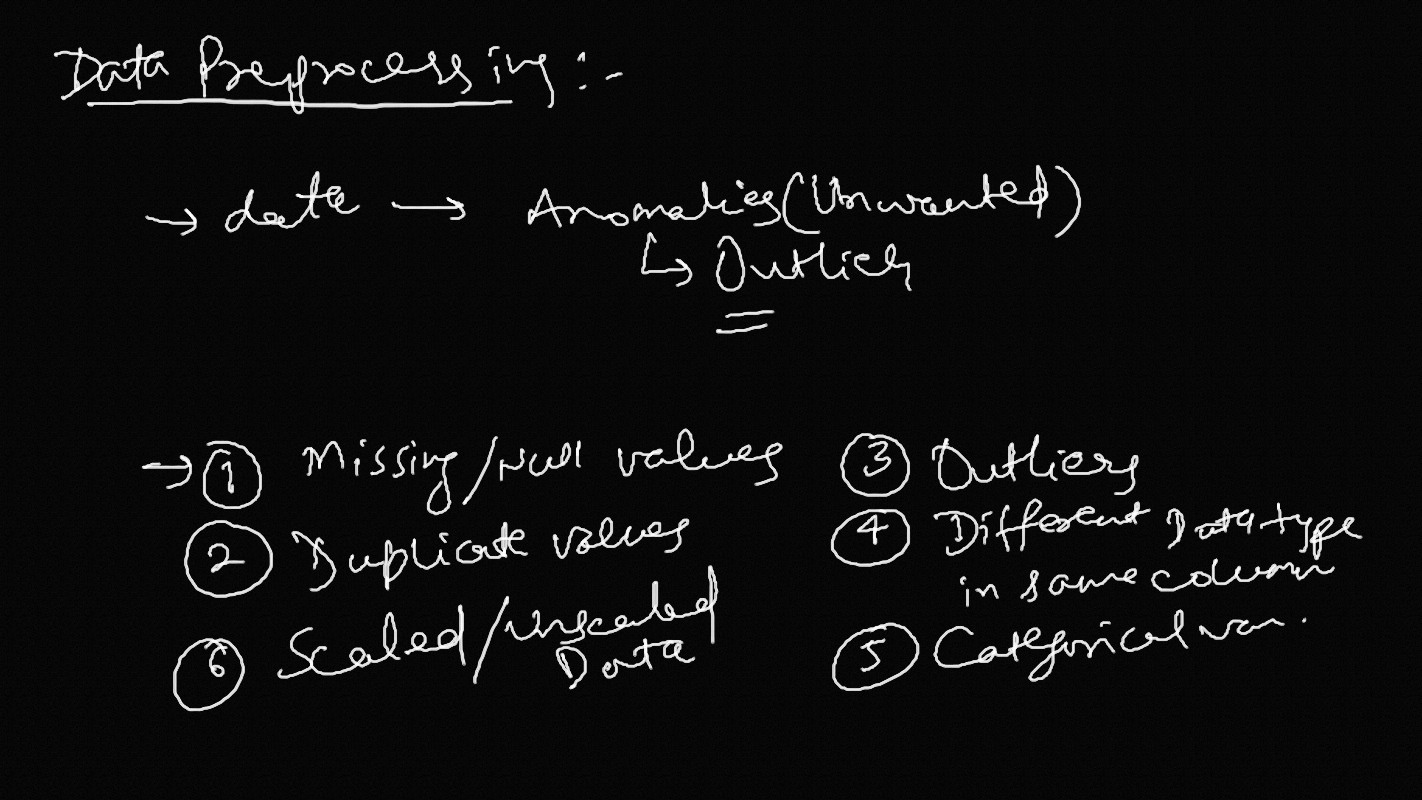 Data Preprocessing :-
→ data → Anomalies (Unwanted)
↳ Outliers
→ ① Missing/Null values
② Duplicate values
⑥ Scaled/Unscaled
Data
③ Outliers
④ Different Data type
in same column
⑤ Categorical var.